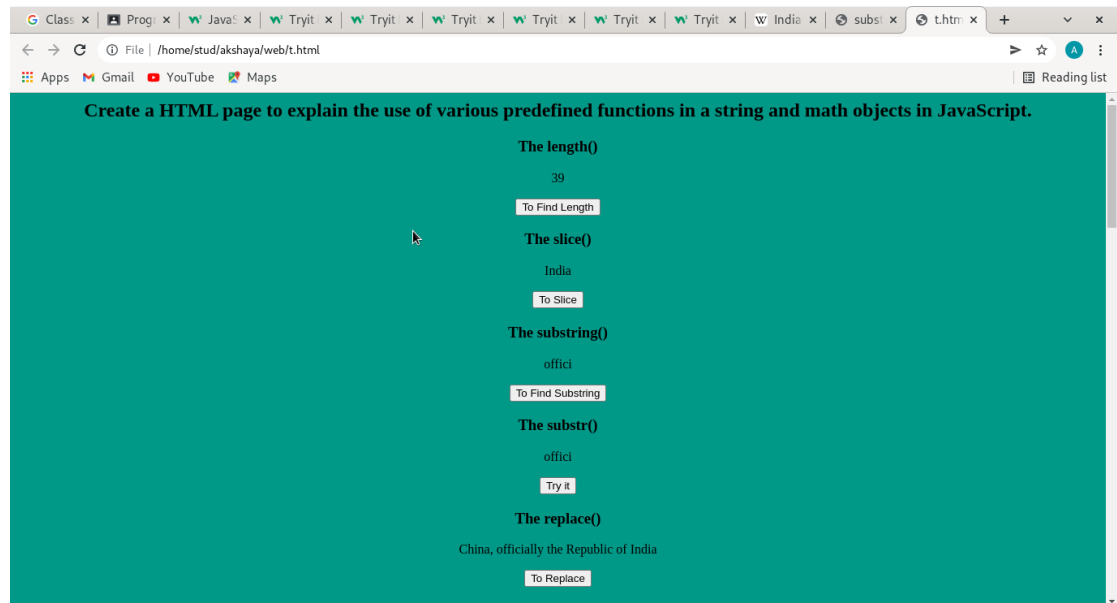 Class
Prog
JavaS
Tryit
Tryit
Tryit
Tryit
Tryit
Tryit
India
subst
t.htm
File | /home/stud/akshaya/web/t.html
A
Apps
Gmail
YouTube
Maps
Reading list
Create a HTML page to explain the use of various predefined functions in a string and math objects in JavaScript.
The length()
39
To Find Length
The slice()
India
To Slice
The substring()
offici
To Find Substring
The substr()
offici
Try it
The replace()
China, officially the Republic of India
To Replace